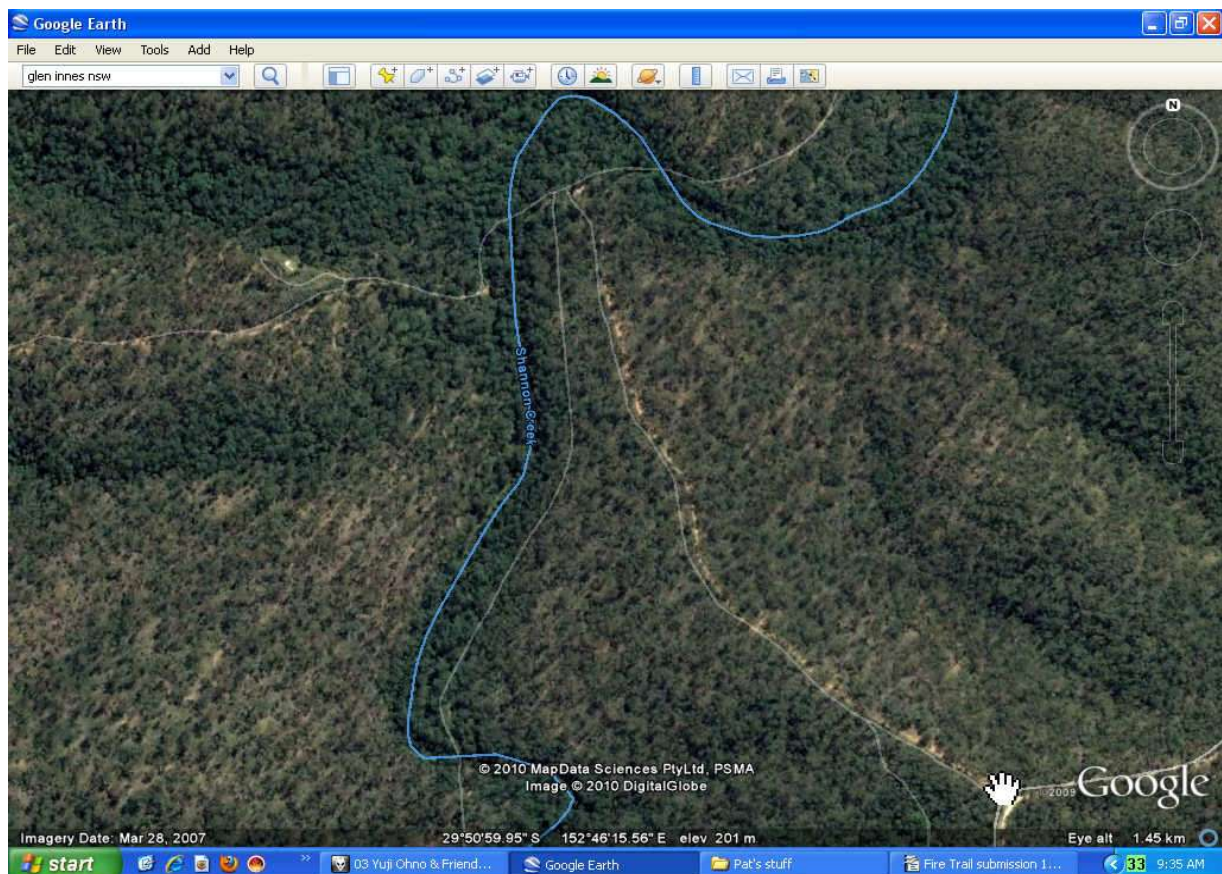 Google Earth
File Edit View Tools Add Help
glen innes nsw
N
Shannon Creek
© 2010 MapData Sciences PtyLtd, PSMA
Image © 2010 DigitalGlobe
©2009 Google
Imagery Date: Mar 28, 2007 29°50'59.95" S 152°46'15.56" E elev 201 m Eye alt 1.45 km
start 03 Yuji Ohno & Friend... Google Earth Pat's stuff Fire Trail submission 1... 33 9:35 AM